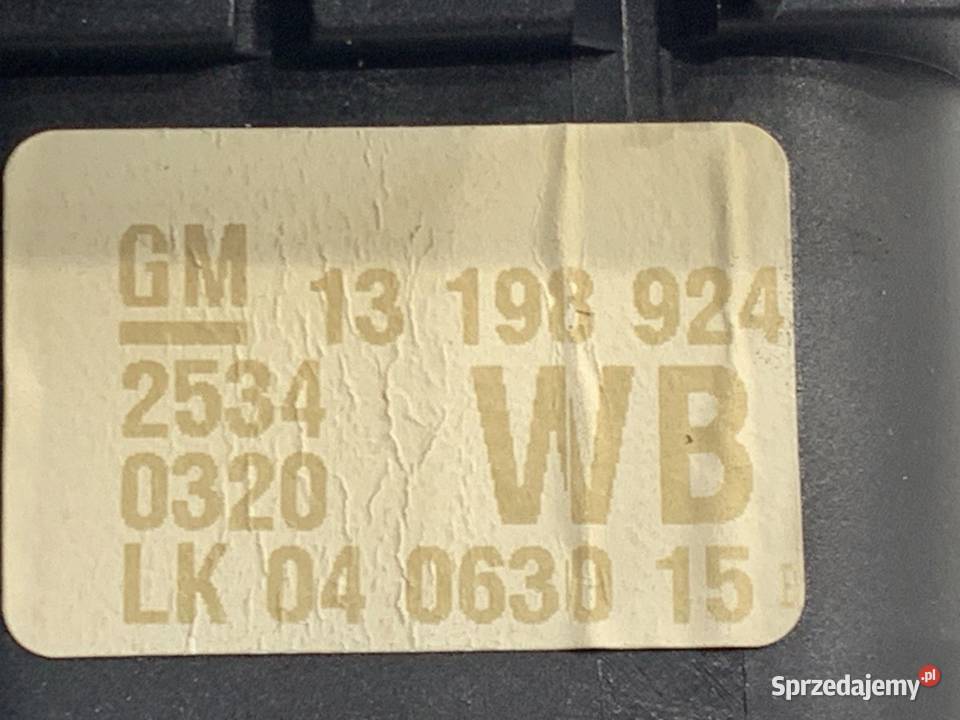 GM 13 198 924
2534 WB
0320
LK 04 0630 15
Sprzedajemy.pl